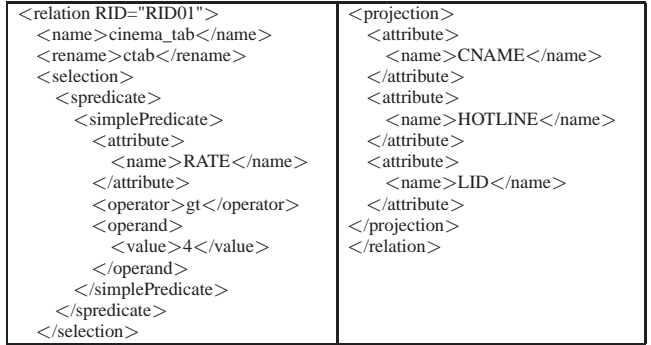 <relation RID="RID01">
<name>cinema_tab</name>
<rename>ctab</rename>
<selection>
<spredicate>
<simplePredicate>
<attribute>
<name>RATE</name>
</attribute>
<operator>gt</operator>
<operand>
<value>4</value>
</operand>
</simplePredicate>
</spredicate>
</selection>
<projection>
<attribute>
<name>CNAME</name>
</attribute>
<attribute>
<name>HOTLINE</name>
</attribute>
<attribute>
<name>LID</name>
</attribute>
</projection>
</relation>